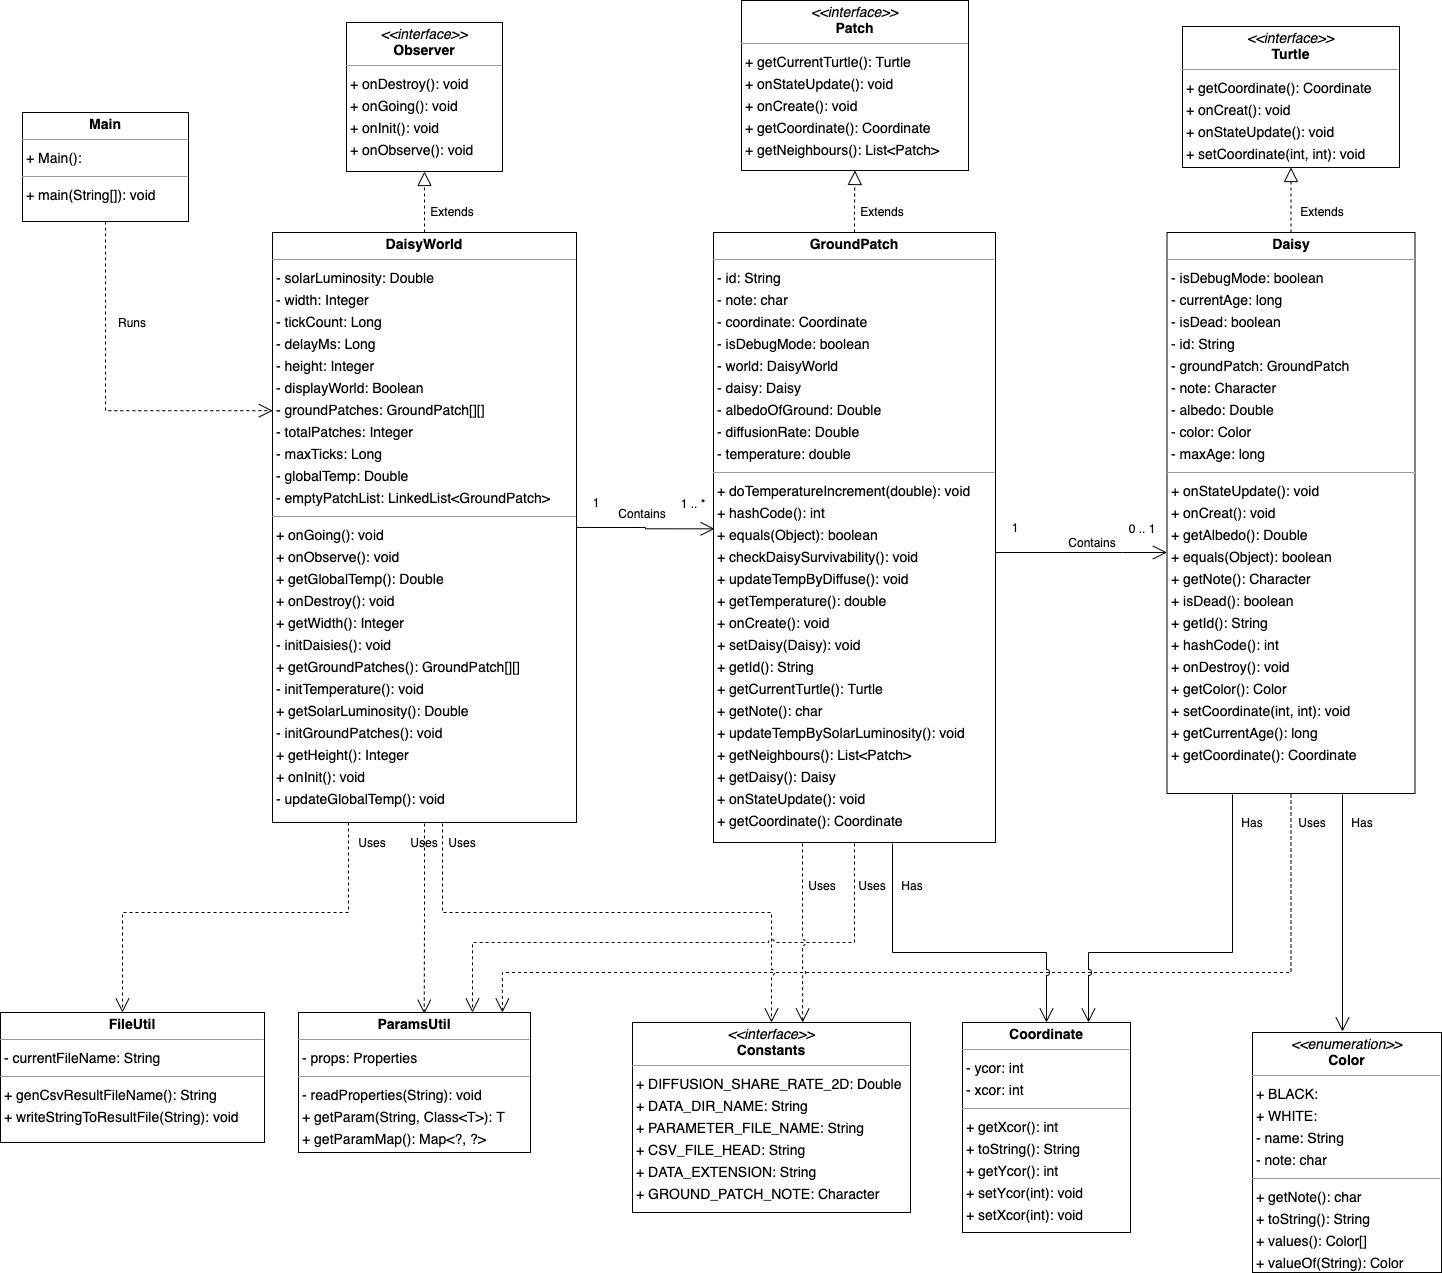 Main
+ Main():
+ main(String[]): void
Runs
<<interface>>
Observer
+ onDestroy(): void
+ onGoing(): void
+ onInit(): void
+ onObserve(): void
Extends
<<interface>>
Patch
+ getCurrentTurtle(): Turtle
+ onStateUpdate(): void
+ onCreate(): void
+ getCoordinate(): Coordinate
+ getNeighbours(): List<Patch>
Extends
<<interface>>
Turtle
+ getCoordinate(): Coordinate
+ onCreat(): void
+ onStateUpdate(): void
+ setCoordinate(int, int): void
Extends
DaisyWorld
- solarLuminosity: Double
- width: Integer
- tickCount: Long
- delayMs: Long
- height: Integer
- displayWorld: Boolean
- groundPatches: GroundPatch[][]
- totalPatches: Integer
- maxTicks: Long
- globalTemp: Double
- emptyPatchList: LinkedList<GroundPatch>
+ onGoing(): void
+ onObserve(): void
+ getGlobalTemp(): Double
+ onDestroy(): void
+ getWidth(): Integer
- initDaisies(): void
+ getGroundPatches(): GroundPatch[][]
- initTemperature(): void
+ getSolarLuminosity(): Double
- initGroundPatches(): void
+ getHeight(): Integer
+ onInit(): void
- updateGlobalTemp(): void
1
Contains
1 .. *
GroundPatch
- id: String
- note: char
- coordinate: Coordinate
- isDebugMode: boolean
- world: DaisyWorld
- daisy: Daisy
- albedoOfGround: Double
- diffusionRate: Double
- temperature: double
+ doTemperatureIncrement(double): void
+ hashCode(): int
+ equals(Object): boolean
+ checkDaisySurvivability(): void
+ updateTempByDiffuse(): void
+ getTemperature(): double
+ onCreate(): void
+ setDaisy(Daisy): void
+ getId(): String
+ getCurrentTurtle(): Turtle
+ getNote(): char
+ updateTempBySolarLuminosity(): void
+ getNeighbours(): List<Patch>
+ getDaisy(): Daisy
+ onStateUpdate(): void
+ getCoordinate(): Coordinate
1
Contains
0 .. 1
Daisy
- isDebugMode: boolean
- currentAge: long
- isDead: boolean
- id: String
- groundPatch: GroundPatch
- note: Character
- albedo: Double
- color: Color
- maxAge: long
+ onStateUpdate(): void
+ onCreat(): void
+ getAlbedo(): Double
+ equals(Object): boolean
+ getNote(): Character
+ isDead(): boolean
+ getId(): String
+ hashCode(): int
+ onDestroy(): void
+ getColor(): Color
+ setCoordinate(int, int): void
+ getCurrentAge(): long
+ getCoordinate(): Coordinate
Uses
Uses
Uses
Uses
Uses
Has
Has
Uses
Has
FileUtil
- currentFileName: String
+ genCsvResultFileName(): String
+ writeStringToResultFile(String): void
ParamsUtil
- props: Properties
- readProperties(String): void
+ getParam(String, Class<T>): T
+ getParamMap(): Map<?, ?>
<<interface>>
Constants
+ DIFFUSION_SHARE_RATE_2D: Double
+ DATA_DIR_NAME: String
+ PARAMETER_FILE_NAME: String
+ CSV_FILE_HEAD: String
+ DATA_EXTENSION: String
+ GROUND_PATCH_NOTE: Character
Coordinate
- ycor: int
- xcor: int
+ getXcor(): int
+ toString(): String
+ getYcor(): int
+ setYcor(int): void
+ setXcor(int): void
<<enumeration>>
Color
+ BLACK:
+ WHITE:
- name: String
- note: char
+ getNote(): char
+ toString(): String
+ values(): Color[]
+ valueOf(String): Color